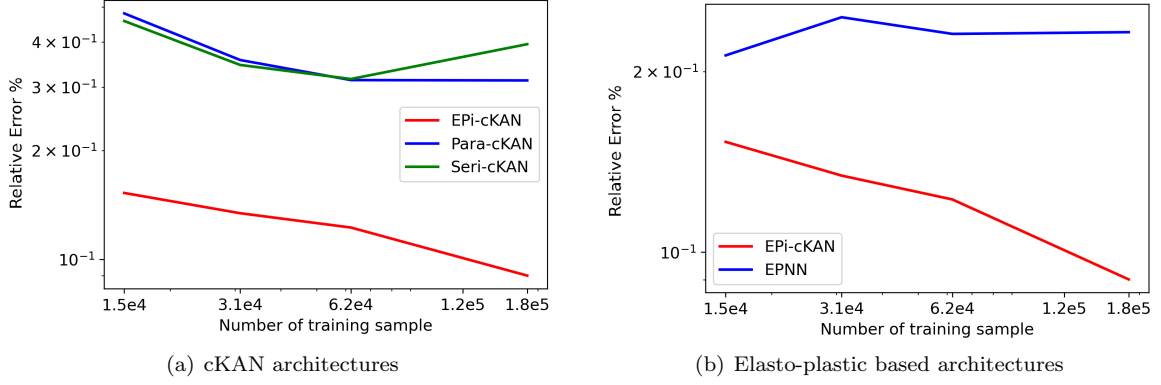 4 × 10⁻¹
3 × 10⁻¹
2 × 10⁻¹
10⁻¹
Relative Error %
EPi-cKAN
Para-cKAN
Seri-cKAN
1.5e4 3.1e4 6.2e4 1.2e5 1.8e5
Number of training sample
(a) cKAN architectures
2 × 10⁻¹
10⁻¹
Relative Error %
EPi-cKAN
EPNN
1.5e4 3.1e4 6.2e4 1.2e5 1.8e5
Number of training sample
(b) Elasto-plastic based architectures